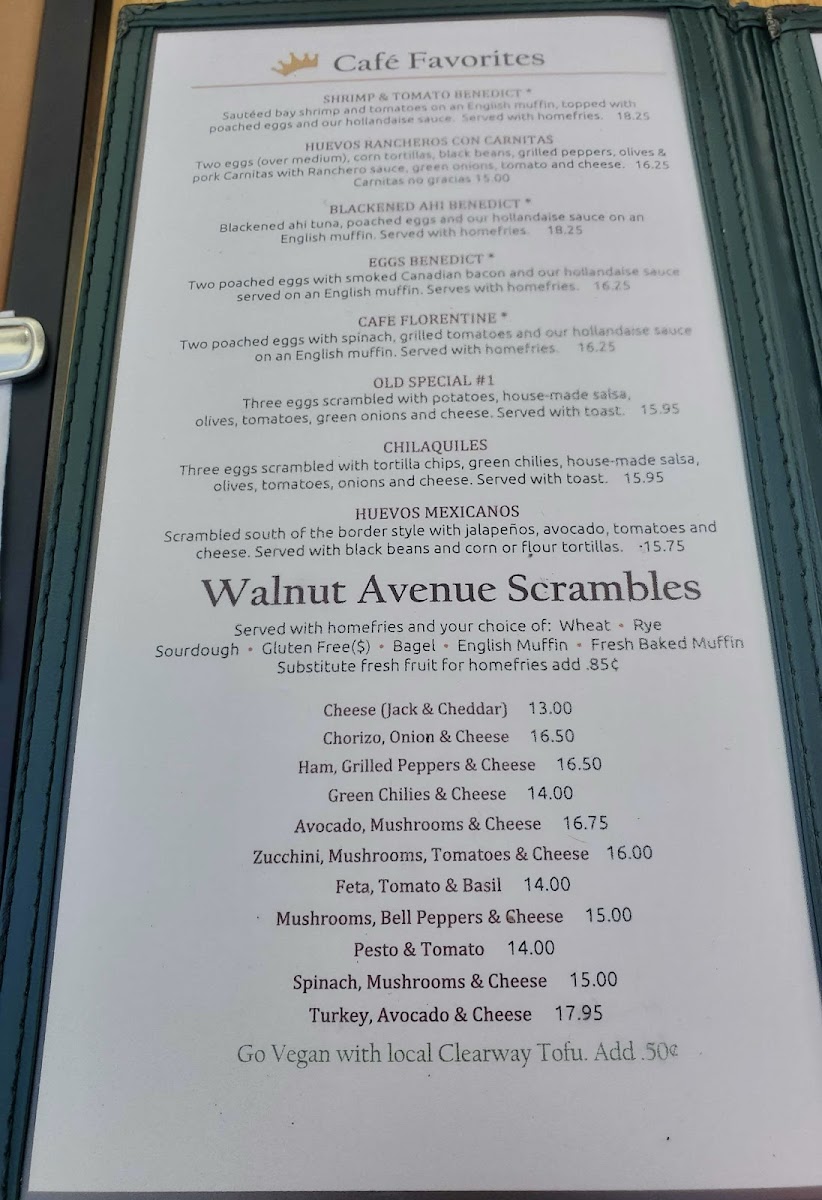 Café Favorites
SHRIMP & TOMATO BENEDICT *
Sautéed bay shrimp and tomatoes on an English muffin, topped with
poached eggs and our hollandaise sauce. Served with homefries. 18.25
HUEVOS RANCHEROS CON CARNITAS
Two eggs (over medium), corn tortillas, black beans, grilled peppers, olives &
pork Carnitas with Ranchero sauce, green onions, tomato and cheese. 16.25
Carnitas no gracias 15.00
BLACKENED AHI BENEDICT *
Blackened ahi tuna, poached eggs and our hollandaise sauce on an
English muffin. Served with homefries. 18.25
EGGS BENEDICT *
Two poached eggs with smoked Canadian bacon and our hollandaise sauce
served on an English muffin. Serves with homefries. 16.25
CAFE FLORENTINE *
Two poached eggs with spinach, grilled tomatoes and our hollandaise sauce
on an English muffin. Served with homefries. 16.25
OLD SPECIAL #1
Three eggs scrambled with potatoes, house-made salsa,
olives, tomatoes, green onions and cheese. Served with toast. 15.95
CHILAQUILES
Three eggs scrambled with tortilla chips, green chilies, house-made salsa,
olives, tomatoes, onions and cheese. Served with toast. 15.95
HUEVOS MEXICANOS
Scrambled south of the border style with jalapeños, avocado, tomatoes and
cheese. Served with black beans and corn or flour tortillas. 15.75
Walnut Avenue Scrambles
Served with homefries and your choice of: Wheat • Rye
Sourdough • Gluten Free($) • Bagel • English Muffin • Fresh Baked Muffin
Substitute fresh fruit for homefries add .85¢
Cheese (Jack & Cheddar) 13.00
Chorizo, Onion & Cheese 16.50
Ham, Grilled Peppers & Cheese 16.50
Green Chilies & Cheese 14.00
Avocado, Mushrooms & Cheese 16.75
Zucchini, Mushrooms, Tomatoes & Cheese 16.00
Feta, Tomato & Basil 14.00
Mushrooms, Bell Peppers & Cheese 15.00
Pesto & Tomato 14.00
Spinach, Mushrooms & Cheese 15.00
Turkey, Avocado & Cheese 17.95
Go Vegan with local Clearway Tofu. Add .50¢